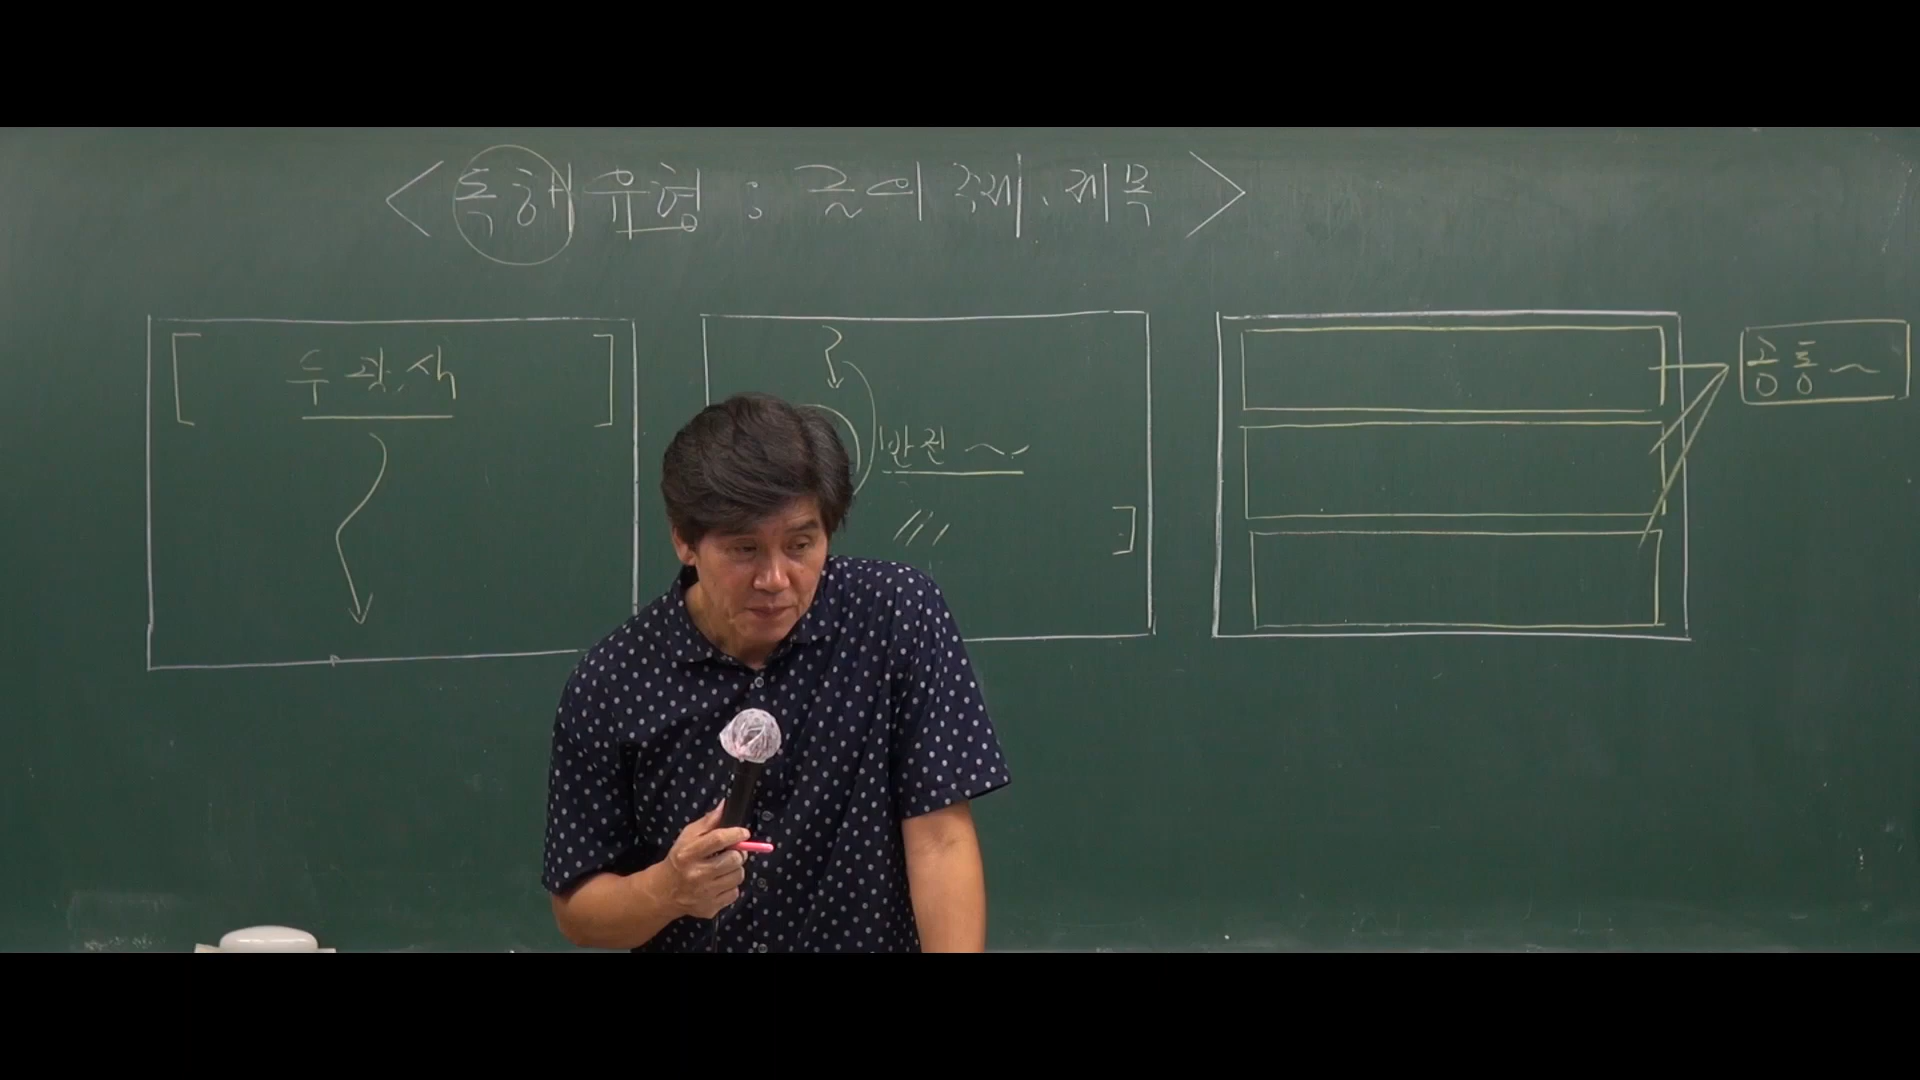 < 독해 유형 : 글의 주제, 제목 >
두괄식
반전 ~
공통 ~